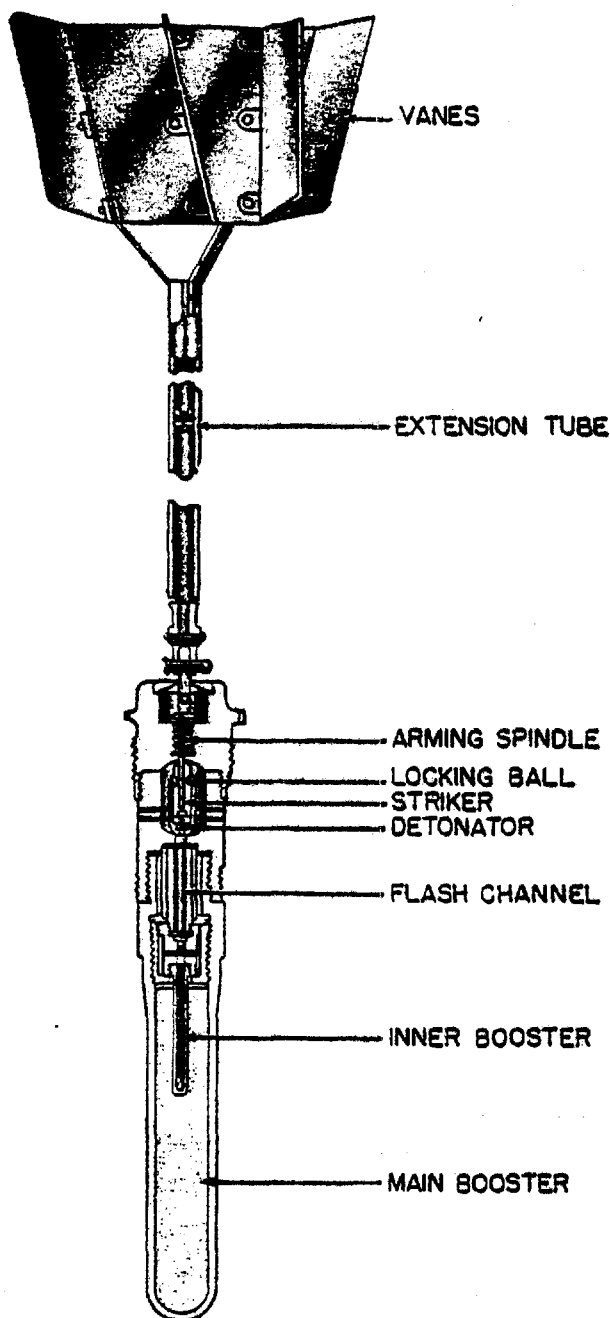 VANES
EXTENSION TUBE
ARMING SPINDLE
LOCKING BALL
STRIKER
DETONATOR
FLASH CHANNEL
INNER BOOSTER
MAIN BOOSTER